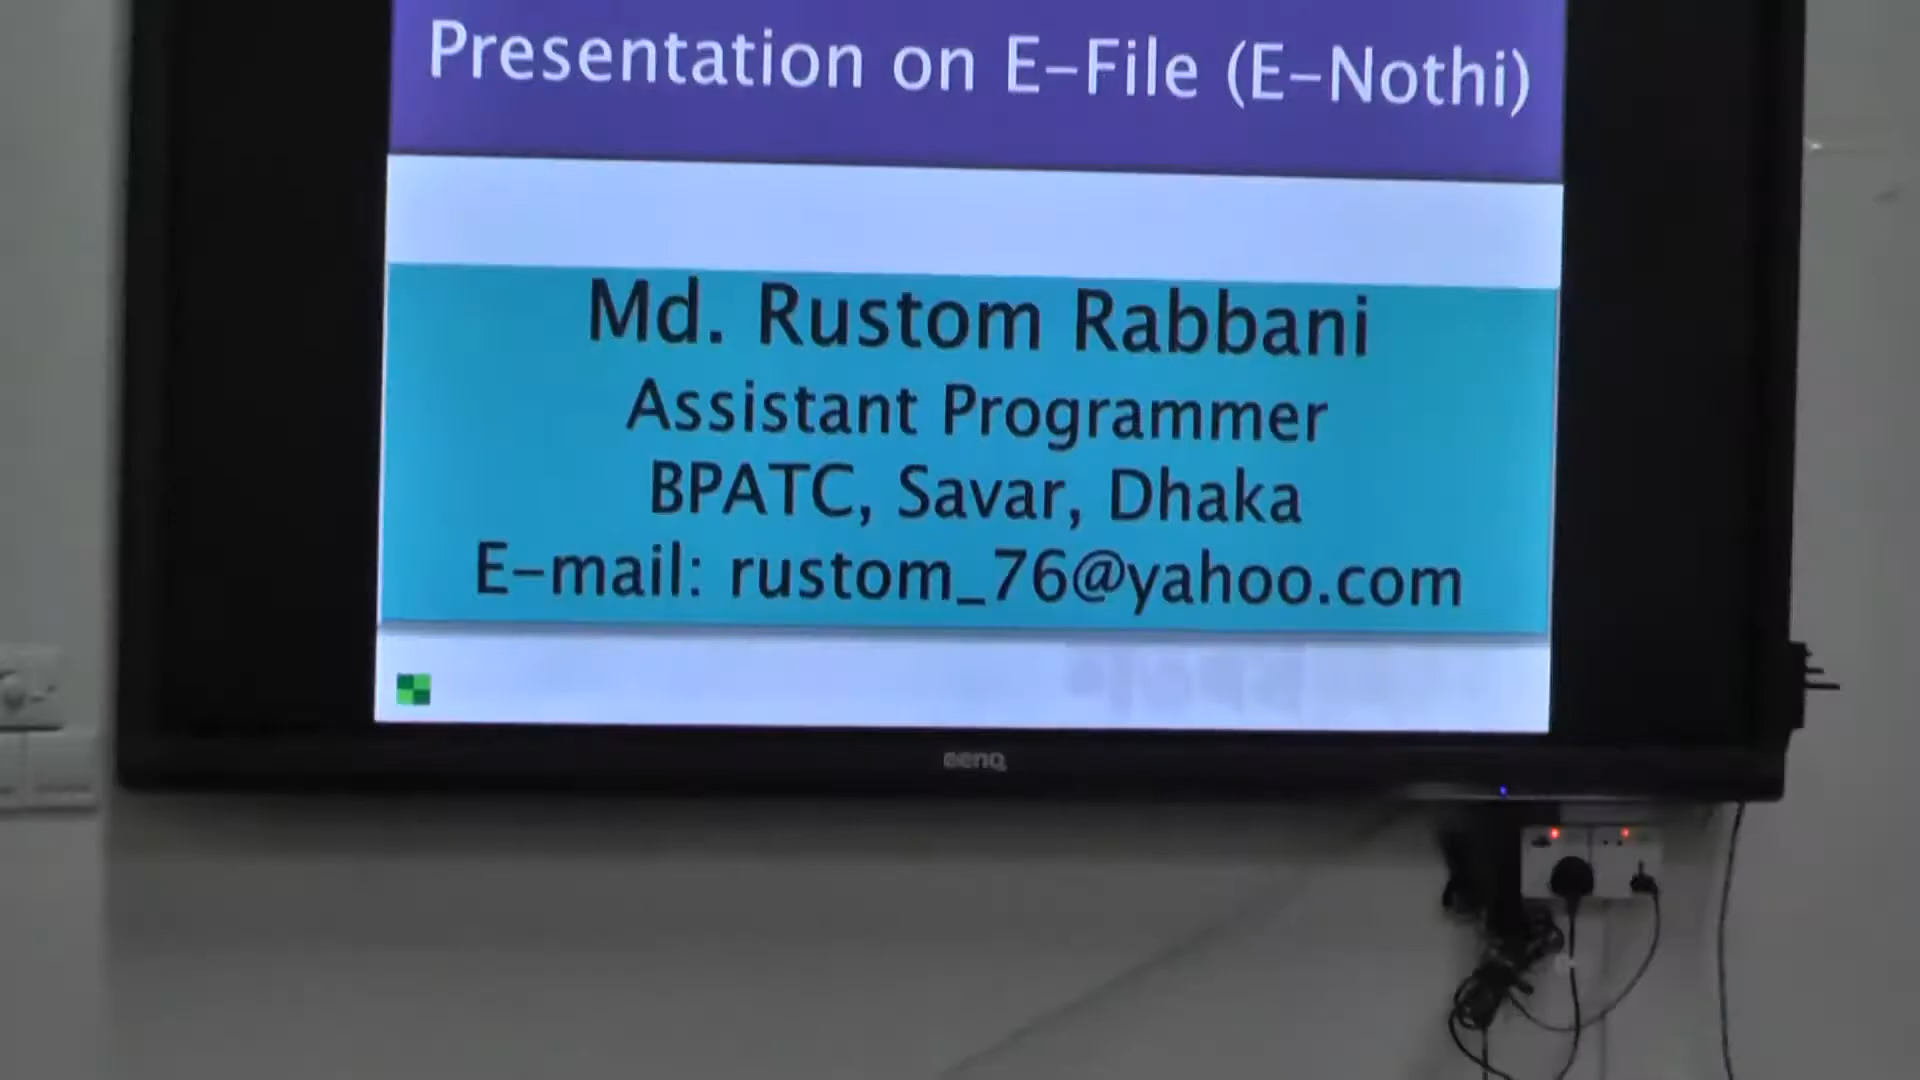 Presentation on E-File (E-Nothi)
Md. Rustom Rabbani
Assistant Programmer
BPATC, Savar, Dhaka
E-mail: rustom_76@yahoo.com
BenQ